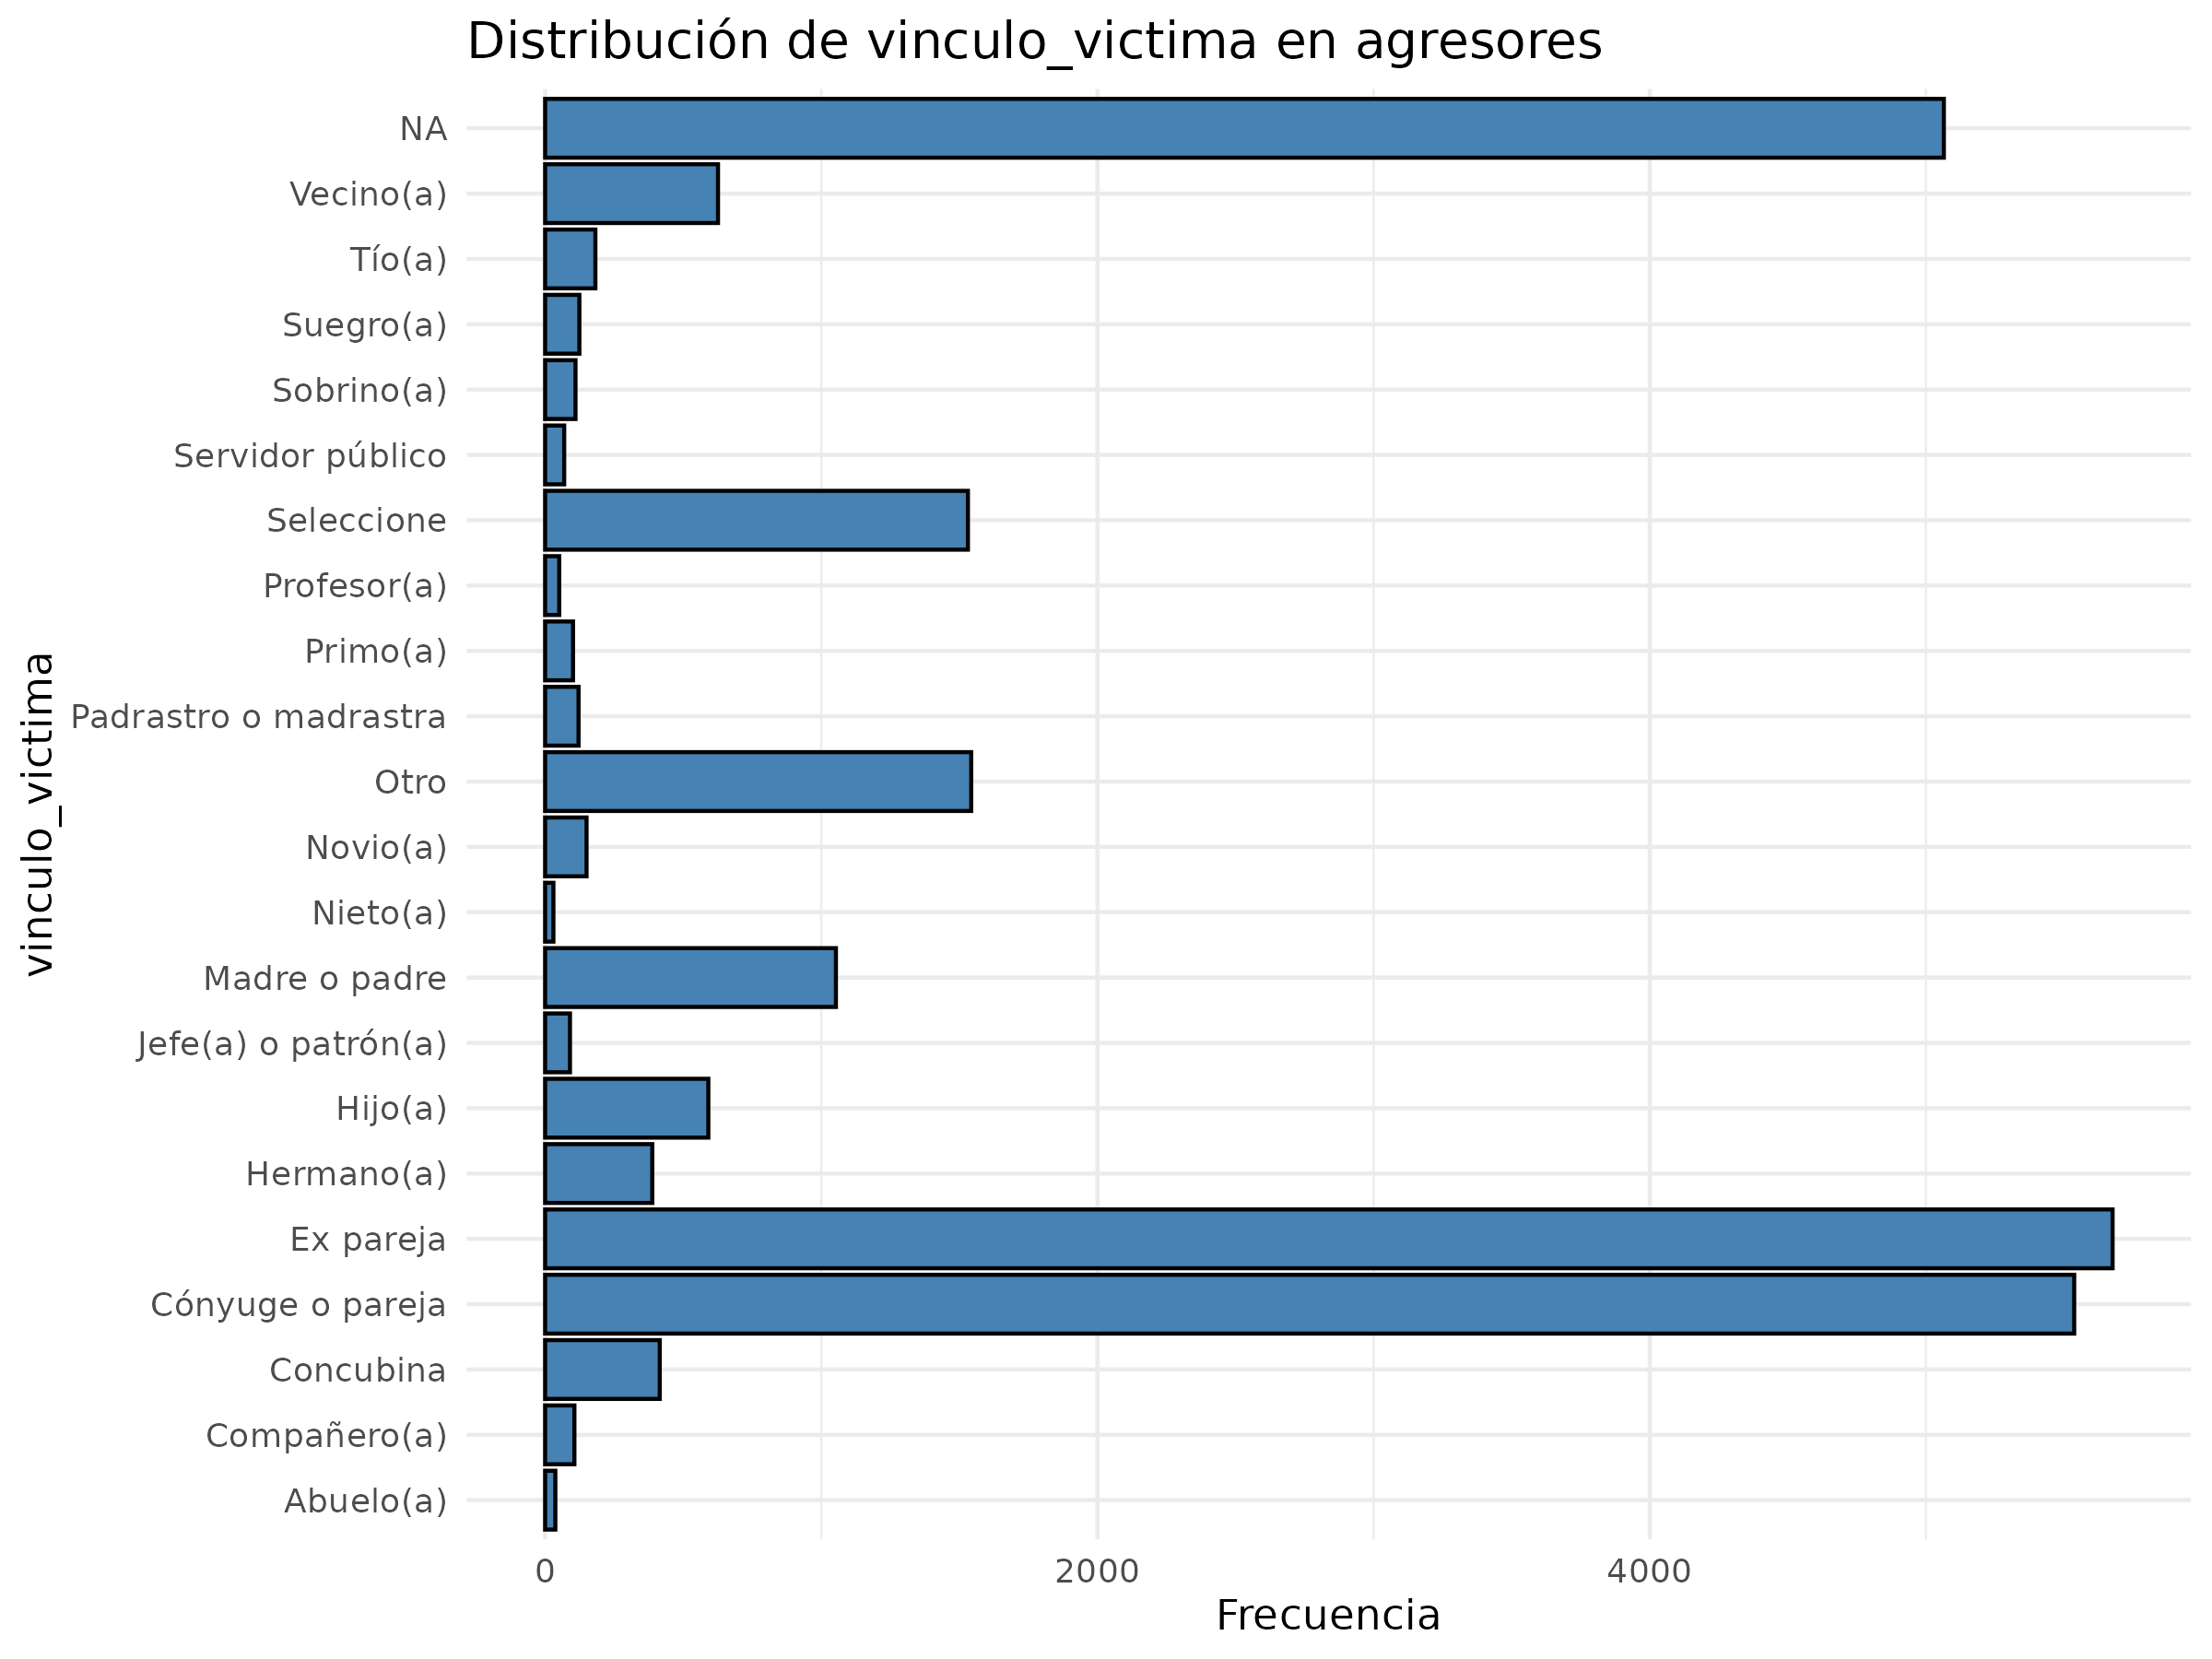 Distribución de vinculo_victima en agresores
NA
Vecino(a)
Tío(a)
Suegro(a)
Sobrino(a)
Servidor público
Seleccione
Profesor(a)
Primo(a)
Padrastro o madrastra
Otro
Novio(a)
Nieto(a)
Madre o padre
Jefe(a) o patrón(a)
Hijo(a)
Hermano(a)
Ex pareja
Cónyuge o pareja
Concubina
Compañero(a)
Abuelo(a)
vinculo_victima
0 2000 4000
Frecuencia